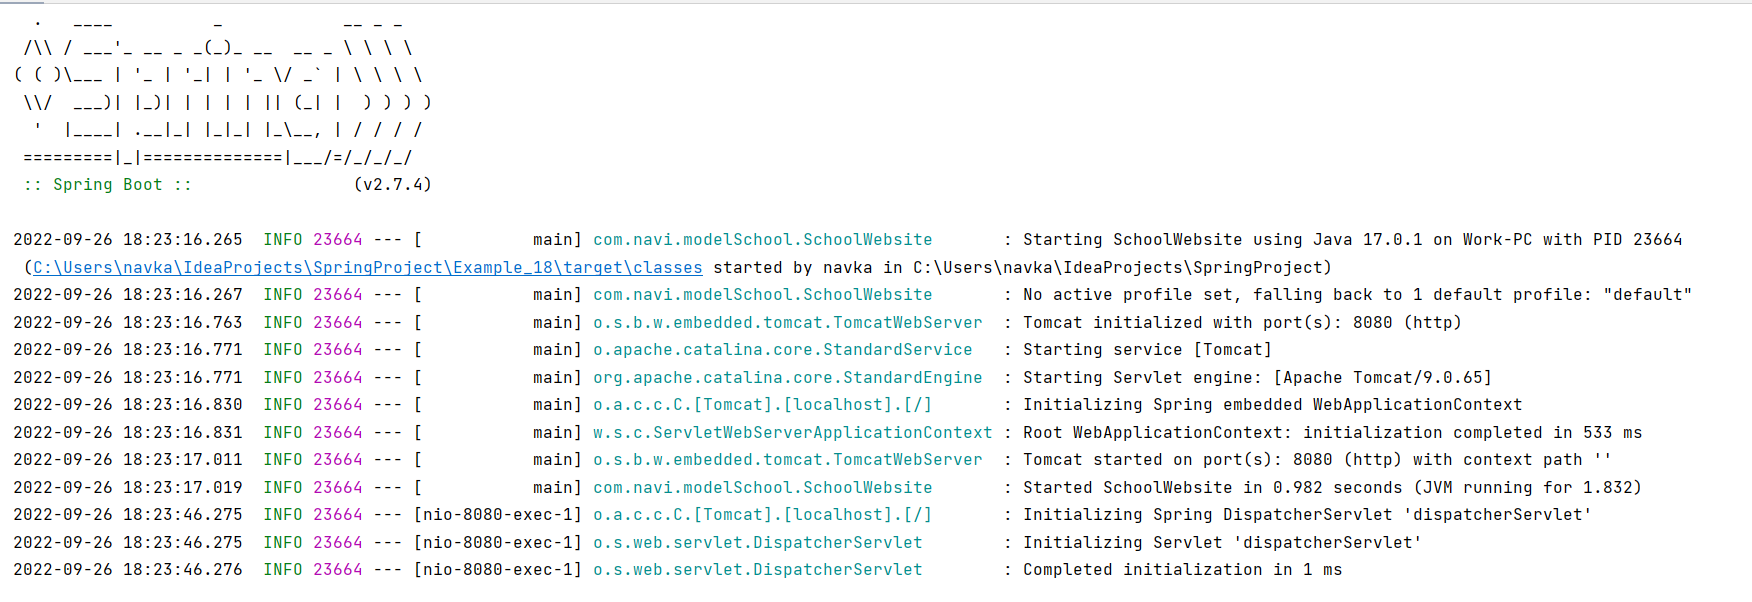 .   ____          _            __ _ _
 /\\ / ___'_ __ _ _(_)_ __  __ _ \ \ \ \
( ( )\___ | '_ | '_| | '_ \/ _` | \ \ \ \
 \\/  ___)| |_)| | | | | || (_| |  ) ) ) )
  '  |____| .__|_| |_|_| |_\__, | / / / /
 =========|_|==============|___/=/_/_/_/
 :: Spring Boot ::                (v2.7.4)
2022-09-26 18:23:16.265  INFO 23664 --- [           main] com.navi.modelSchool.SchoolWebsite       : Starting SchoolWebsite using Java 17.0.1 on Work-PC with PID 23664
 (C:\Users\navka\IdeaProjects\SpringProject\Example_18\target\classes started by navka in C:\Users\navka\IdeaProjects\SpringProject)
2022-09-26 18:23:16.267  INFO 23664 --- [           main] com.navi.modelSchool.SchoolWebsite       : No active profile set, falling back to 1 default profile: "default"
2022-09-26 18:23:16.763  INFO 23664 --- [           main] o.s.b.w.embedded.tomcat.TomcatWebServer  : Tomcat initialized with port(s): 8080 (http)
2022-09-26 18:23:16.771  INFO 23664 --- [           main] o.apache.catalina.core.StandardService   : Starting service [Tomcat]
2022-09-26 18:23:16.771  INFO 23664 --- [           main] org.apache.catalina.core.StandardEngine  : Starting Servlet engine: [Apache Tomcat/9.0.65]
2022-09-26 18:23:16.830  INFO 23664 --- [           main] o.a.c.c.C.[Tomcat].[localhost].[/]       : Initializing Spring embedded WebApplicationContext
2022-09-26 18:23:16.831  INFO 23664 --- [           main] w.s.c.ServletWebServerApplicationContext : Root WebApplicationContext: initialization completed in 533 ms
2022-09-26 18:23:17.011  INFO 23664 --- [           main] o.s.b.w.embedded.tomcat.TomcatWebServer  : Tomcat started on port(s): 8080 (http) with context path ''
2022-09-26 18:23:17.019  INFO 23664 --- [           main] com.navi.modelSchool.SchoolWebsite       : Started SchoolWebsite in 0.982 seconds (JVM running for 1.832)
2022-09-26 18:23:46.275  INFO 23664 --- [nio-8080-exec-1] o.a.c.c.C.[Tomcat].[localhost].[/]       : Initializing Spring DispatcherServlet 'dispatcherServlet'
2022-09-26 18:23:46.275  INFO 23664 --- [nio-8080-exec-1] o.s.web.servlet.DispatcherServlet        : Initializing Servlet 'dispatcherServlet'
2022-09-26 18:23:46.276  INFO 23664 --- [nio-8080-exec-1] o.s.web.servlet.DispatcherServlet        : Completed initialization in 1 ms